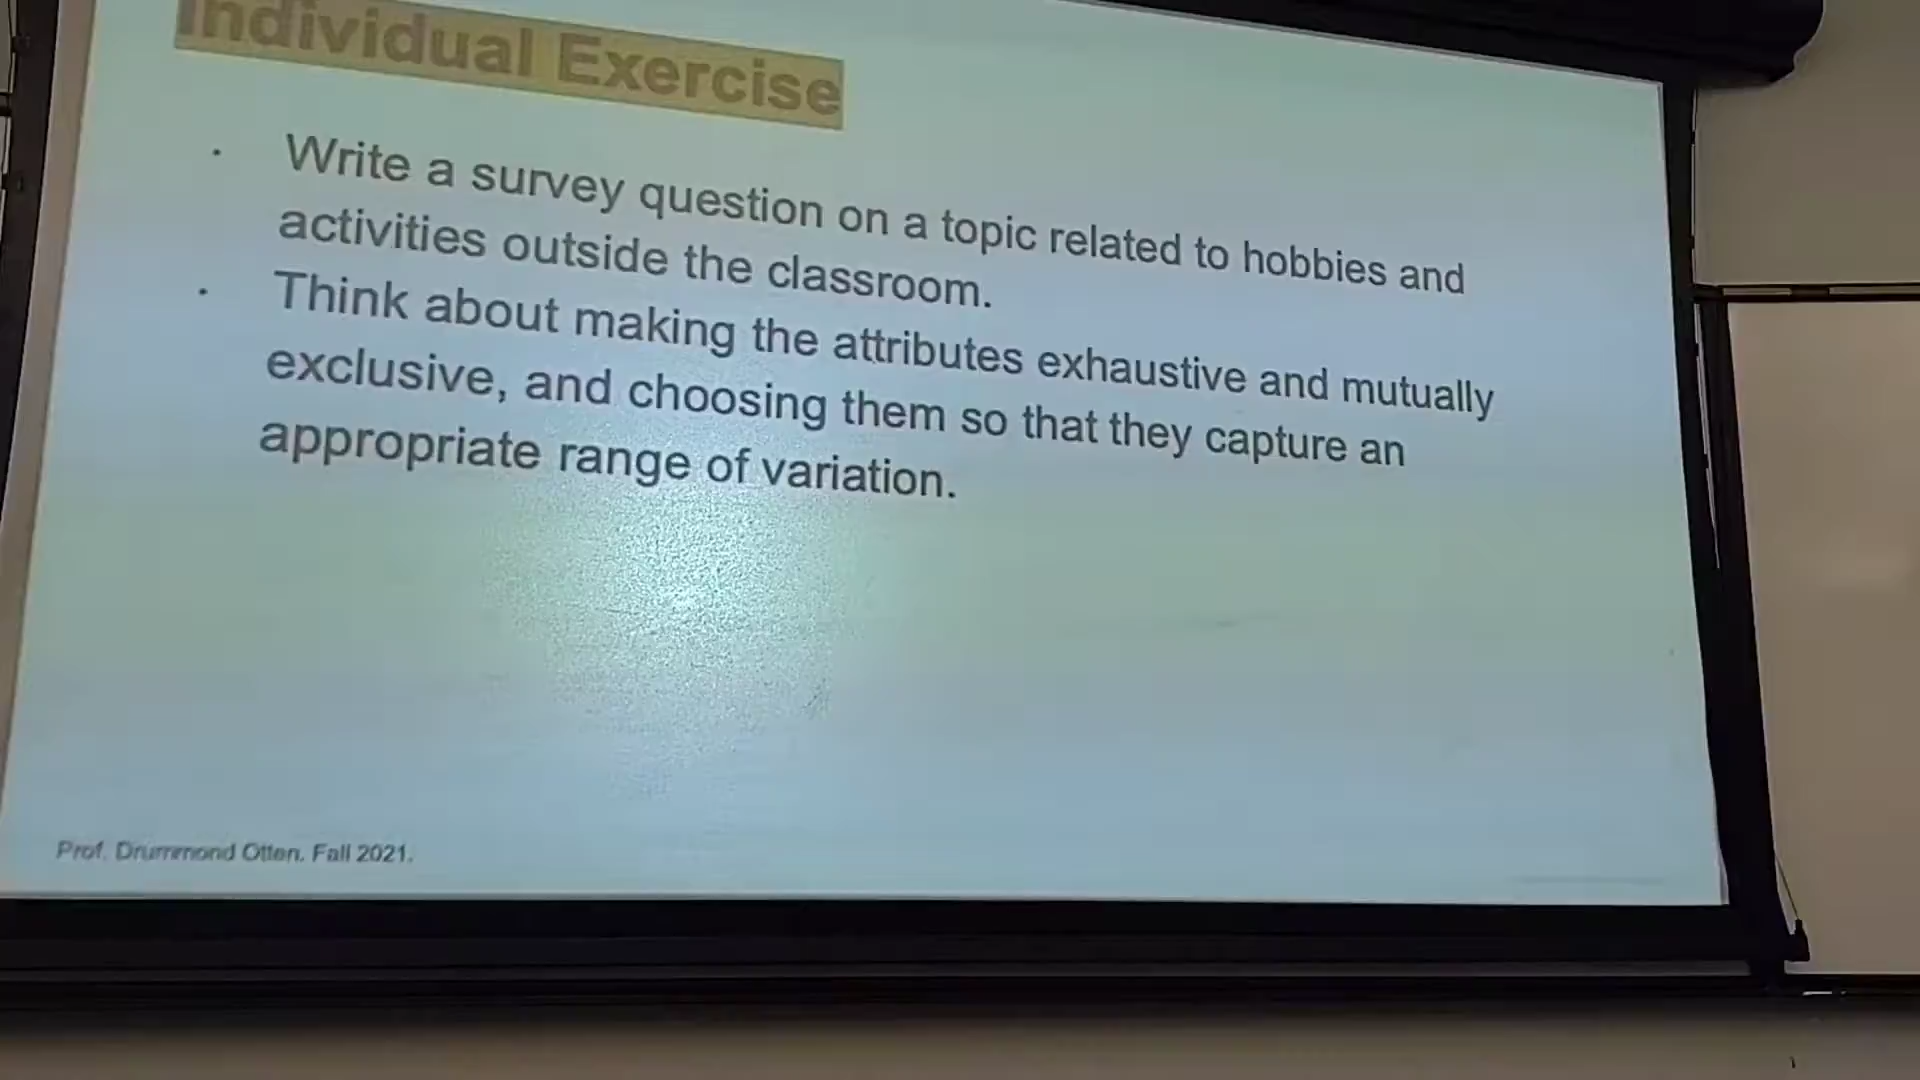 Individual Exercise
· Write a survey question on a topic related to hobbies and
activities outside the classroom.
· Think about making the attributes exhaustive and mutually
exclusive, and choosing them so that they capture an
appropriate range of variation.
Prof. Drummond Otten. Fall 2021.